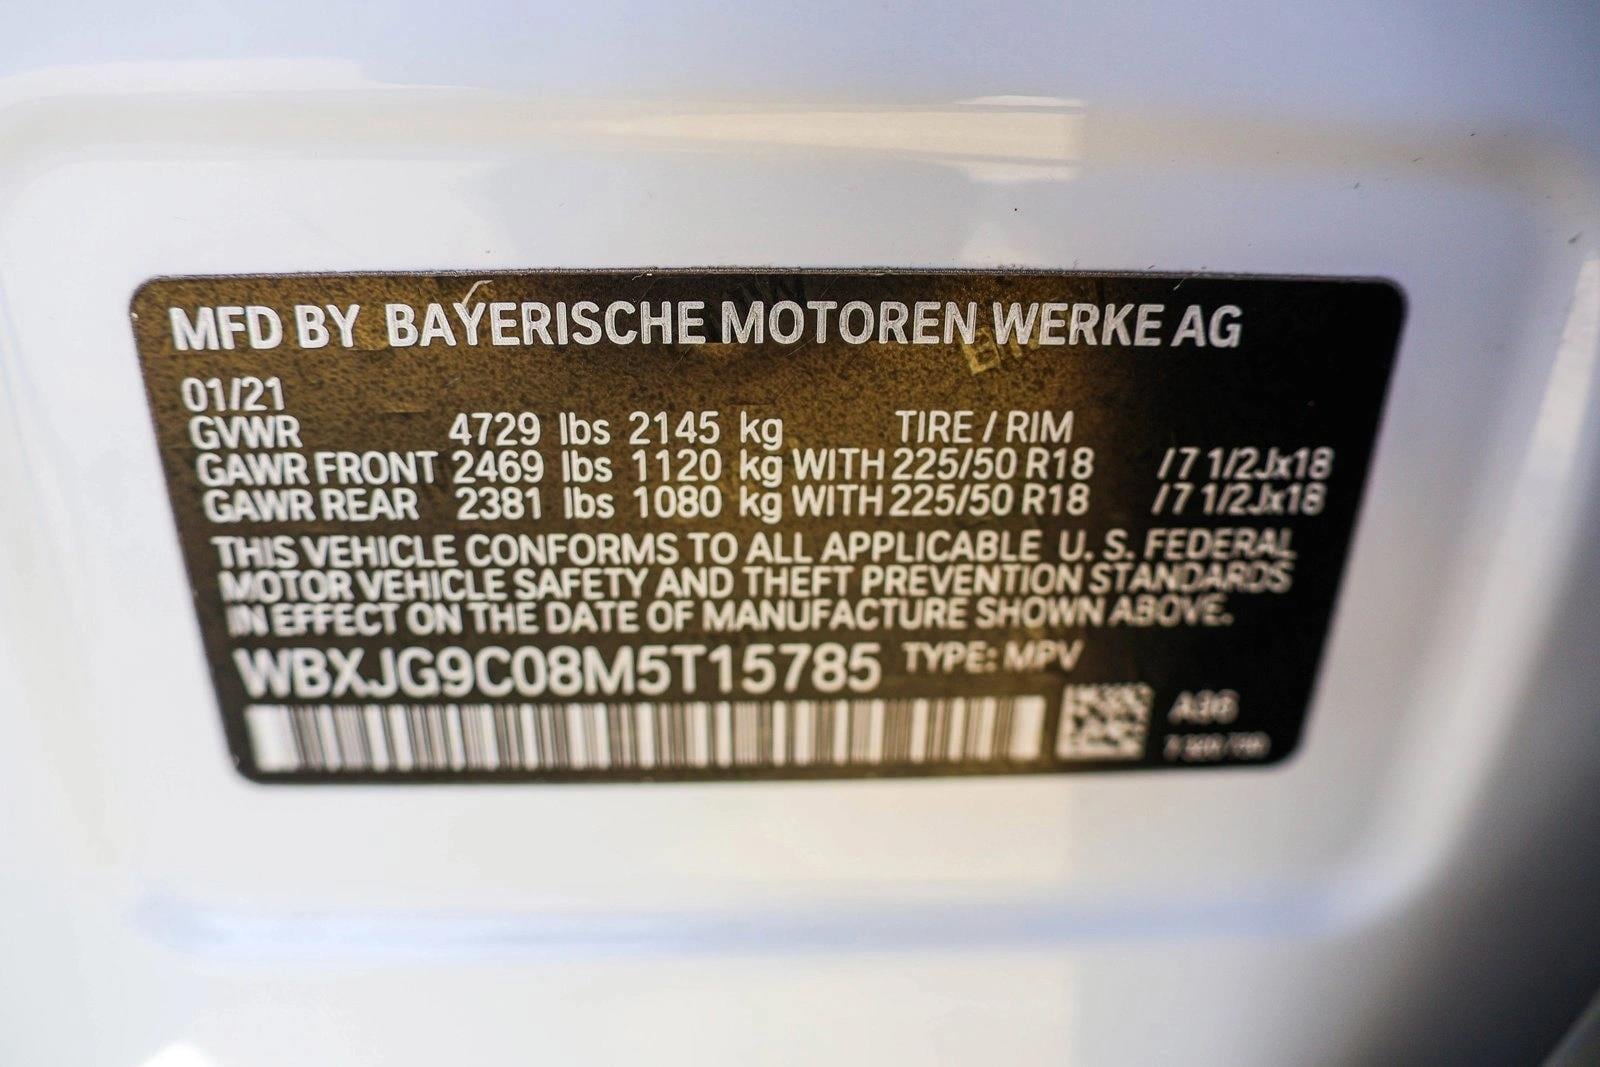 MFD BY BAYERISCHE MOTOREN WERKE AG
01/21
GVWR 4729 lbs 2145 kg TIRE / RIM
GAWR FRONT 2469 lbs 1120 kg WITH 225/50 R18 / 7 1/2Jx18
GAWR REAR 2381 lbs 1080 kg WITH 225/50 R18 / 7 1/2Jx18
THIS VEHICLE CONFORMS TO ALL APPLICABLE U. S. FEDERAL
MOTOR VEHICLE SAFETY AND THEFT PREVENTION STANDARDS
IN EFFECT ON THE DATE OF MANUFACTURE SHOWN ABOVE.
WBXJG9C08M5T15785 TYPE: MPV